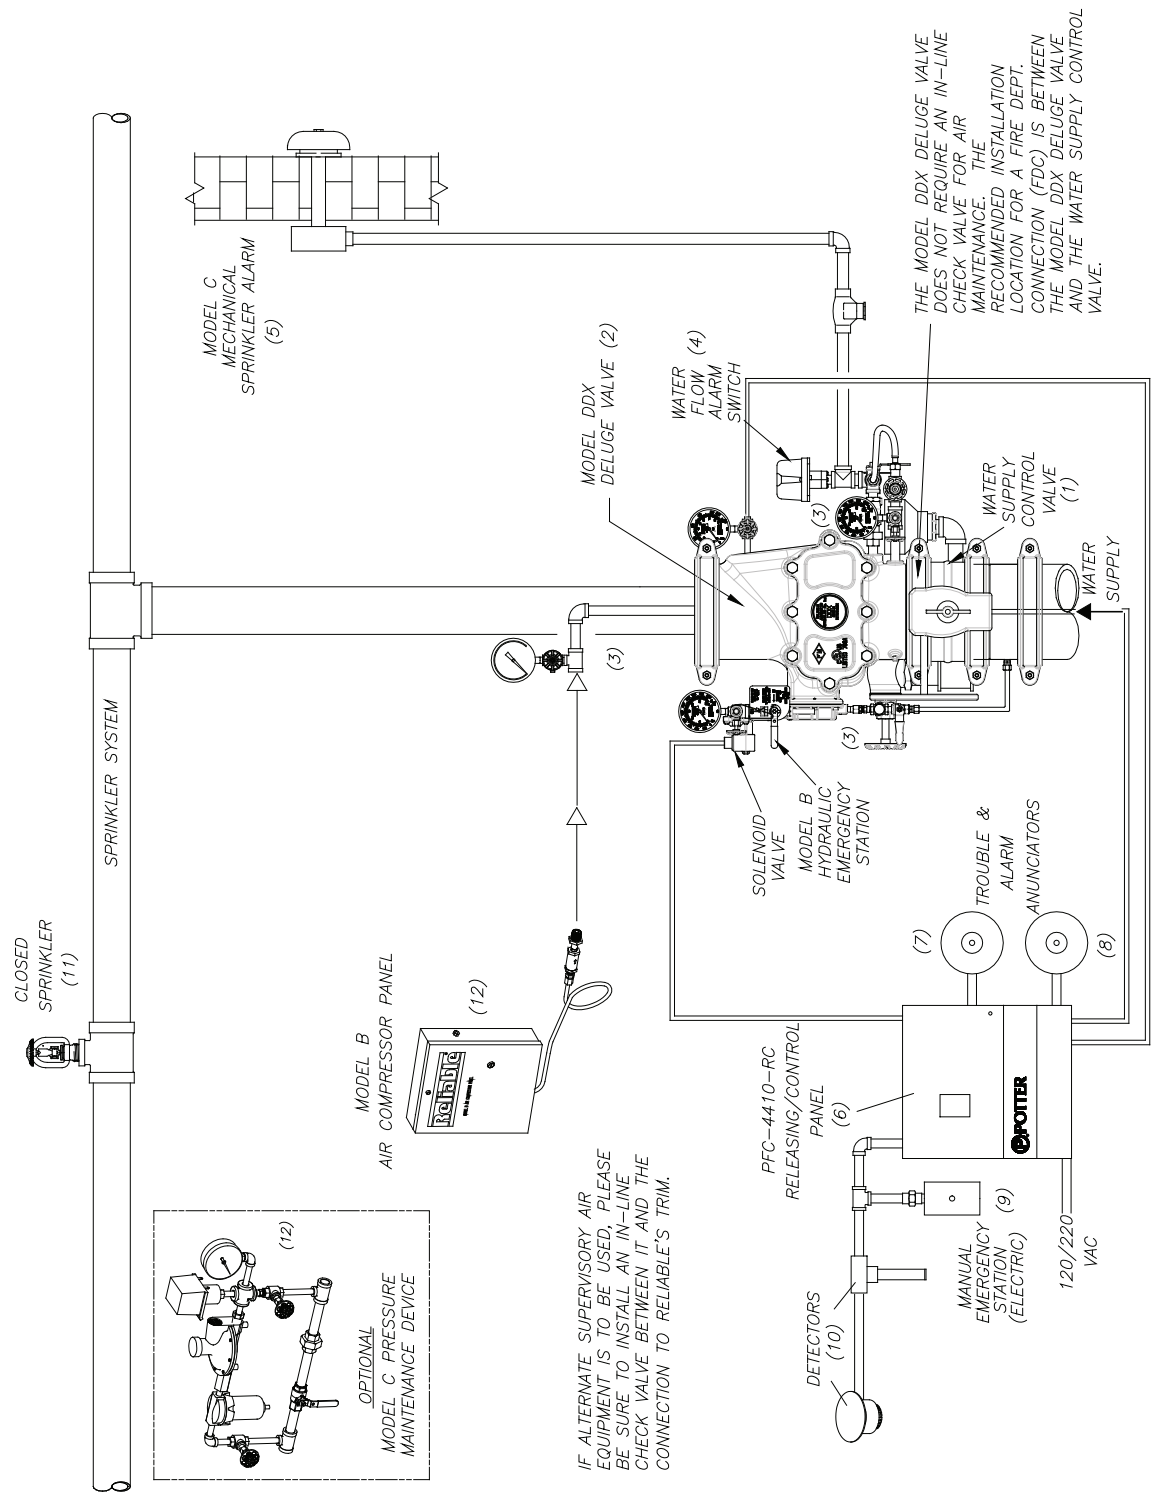 CLOSED
SPRINKLER
(11)
SPRINKLER SYSTEM
MODEL C
MECHANICAL
SPRINKLER ALARM
(5)
OPTIONAL
MODEL C PRESSURE
MAINTENANCE DEVICE
(12)
MODEL B
AIR COMPRESSOR PANEL
(12)
Reliable
(3)
MODEL DDX
DELUGE VALVE (2)
WATER
FLOW (4)
ALARM
SWITCH
(3)
(3)
IF ALTERNATE SUPERVISORY AIR
EQUIPMENT IS TO BE USED, PLEASE
BE SURE TO INSTALL AN IN-LINE
CHECK VALVE BETWEEN IT AND THE
CONNECTION TO RELIABLE'S TRIM.
SOLENOID
VALVE
MODEL B
HYDRAULIC
EMERGENCY
STATION
THE MODEL DDX DELUGE VALVE
DOES NOT REQUIRE AN IN-LINE
CHECK VALVE FOR AIR
MAINTENANCE. THE
RECOMMENDED INSTALLATION
LOCATION FOR A FIRE DEPT.
CONNECTION (FDC) IS BETWEEN
THE MODEL DDX DELUGE VALVE
AND THE WATER SUPPLY CONTROL
VALVE.
WATER
SUPPLY
CONTROL
VALVE
(1)
WATER
SUPPLY
PFC-4410-RC
RELEASING/CONTROL
PANEL
(6)
POTTER
(7)
TROUBLE &
ALARM
ANUNCIATORS
(8)
DETECTORS
(10)
MANUAL
EMERGENCY
STATION
(ELECTRIC)
(9)
120/220
VAC